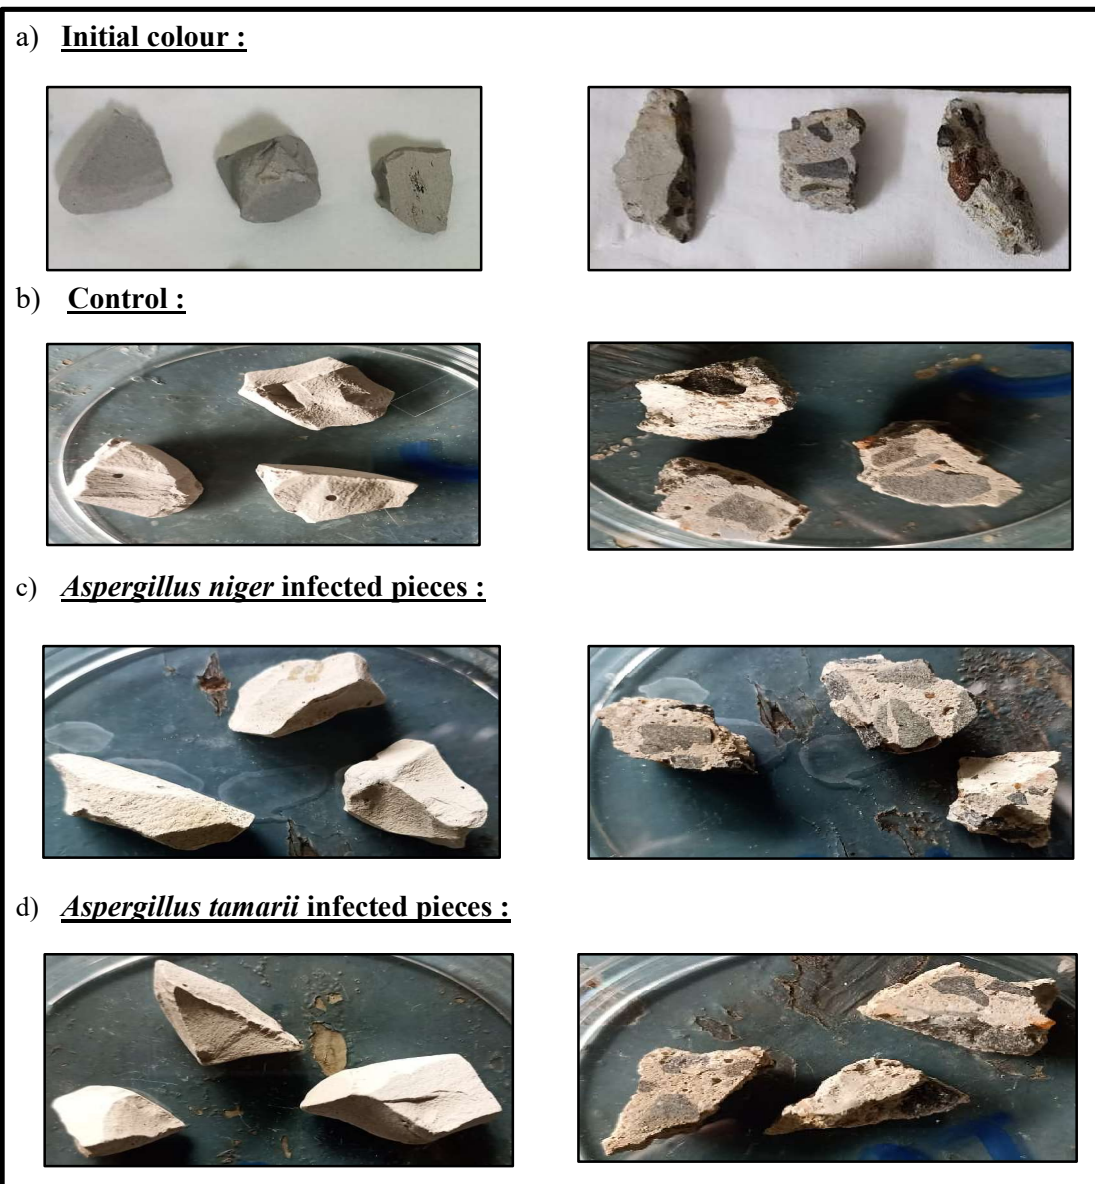 a) Initial colour :
b) Control :
c) Aspergillus niger infected pieces :
d) Aspergillus tamarii infected pieces :